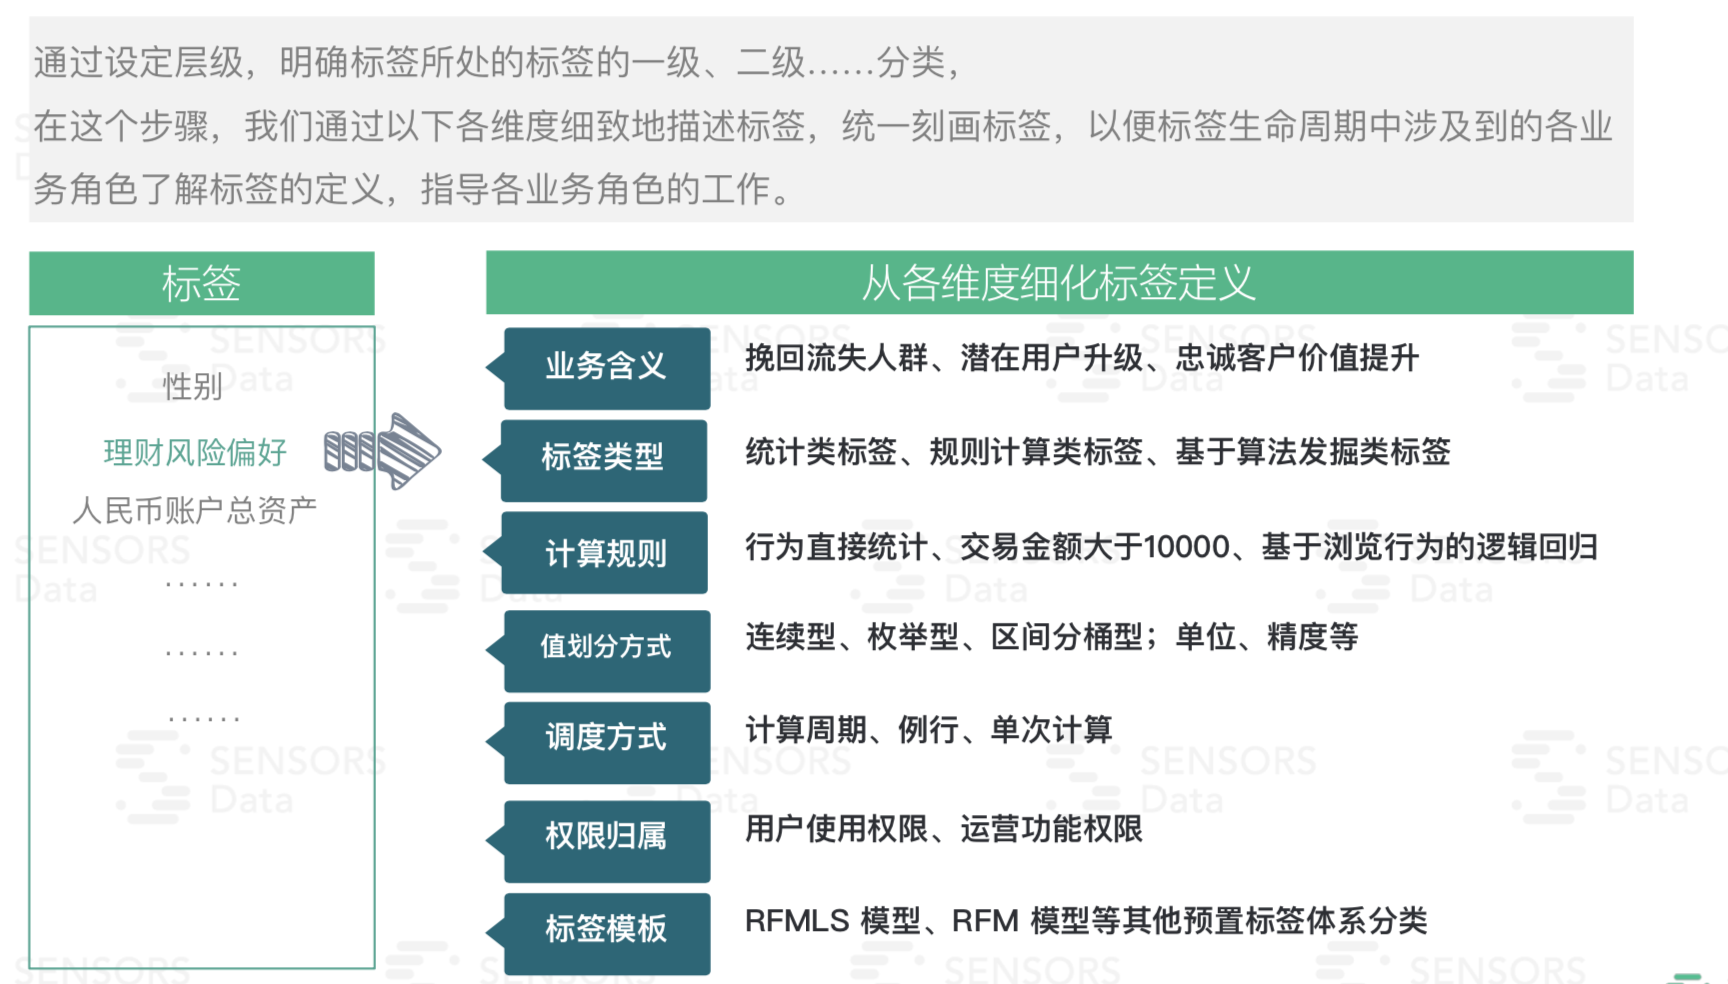 通过设定层级，明确标签所处的标签的一级、二级……分类，
在这个步骤，我们通过以下各维度细致地描述标签，统一刻画标签，以便标签生命周期中涉及到的各业
务角色了解标签的定义，指导各业务角色的工作。
标签
从各维度细化标签定义
性别
理财风险偏好
人民币账户总资产
……
……
……
业务含义
挽回流失人群、潜在用户升级、忠诚客户价值提升
标签类型
统计类标签、规则计算类标签、基于算法发掘类标签
计算规则
行为直接统计、交易金额大于10000、基于浏览行为的逻辑回归
值划分方式
连续型、枚举型、区间分桶型；单位、精度等
调度方式
计算周期、例行、单次计算
权限归属
用户使用权限、运营功能权限
标签模板
RFMLS 模型、RFM 模型等其他预置标签体系分类
SENSORS
Data